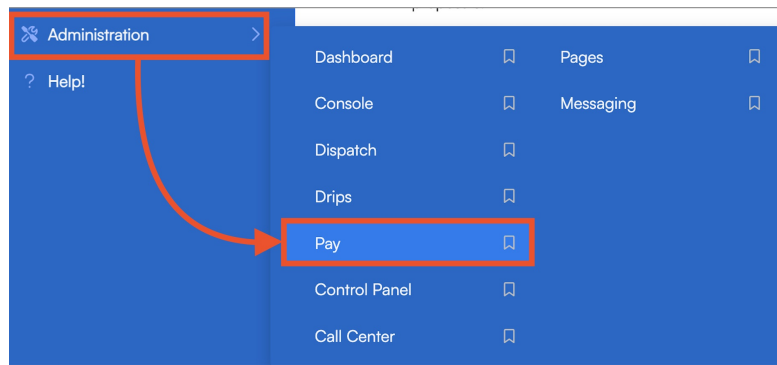 Administration
? Help!
Dashboard
Console
Dispatch
Drips
Pay
Control Panel
Call Center
Pages
Messaging